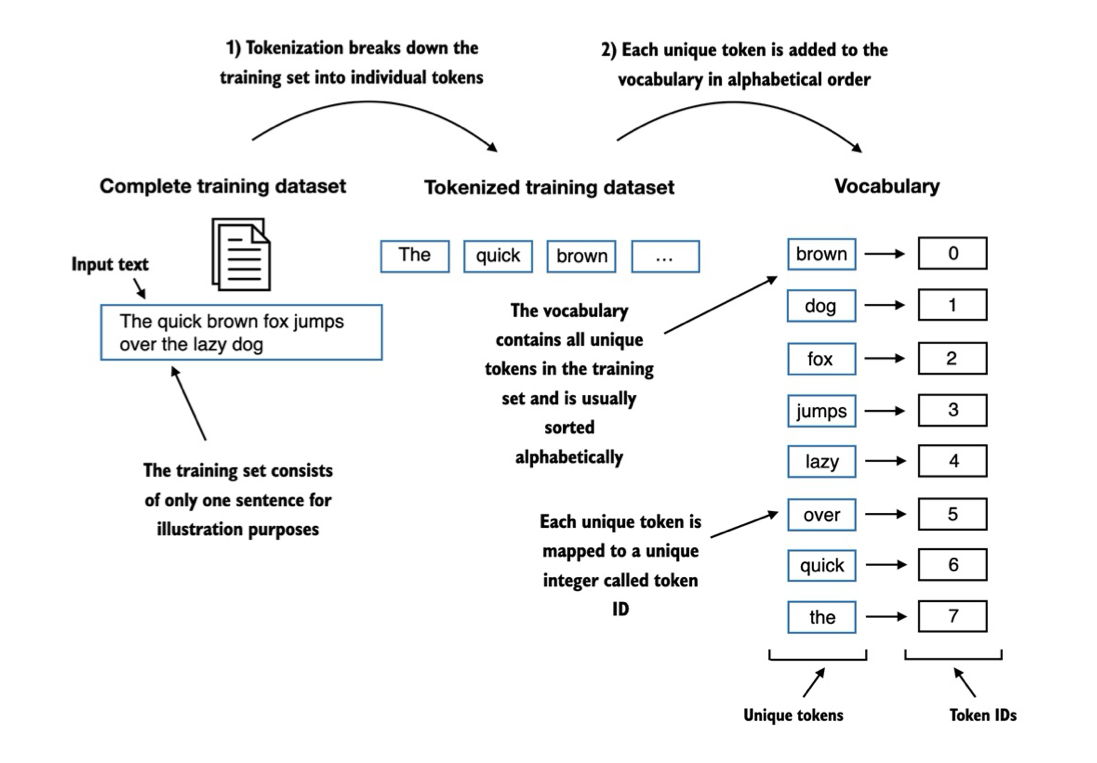 1) Tokenization breaks down the
training set into individual tokens
2) Each unique token is added to the
vocabulary in alphabetical order
Complete training dataset
Tokenized training dataset
Vocabulary
Input text
The quick brown fox jumps
over the lazy dog
The training set consists
of only one sentence for
illustration purposes
The
quick
brown
...
The vocabulary
contains all unique
tokens in the training
set and is usually
sorted
alphabetically
Each unique token is
mapped to a unique
integer called token
ID
brown 0
dog 1
fox 2
jumps 3
lazy 4
over 5
quick 6
the 7
Unique tokens
Token IDs